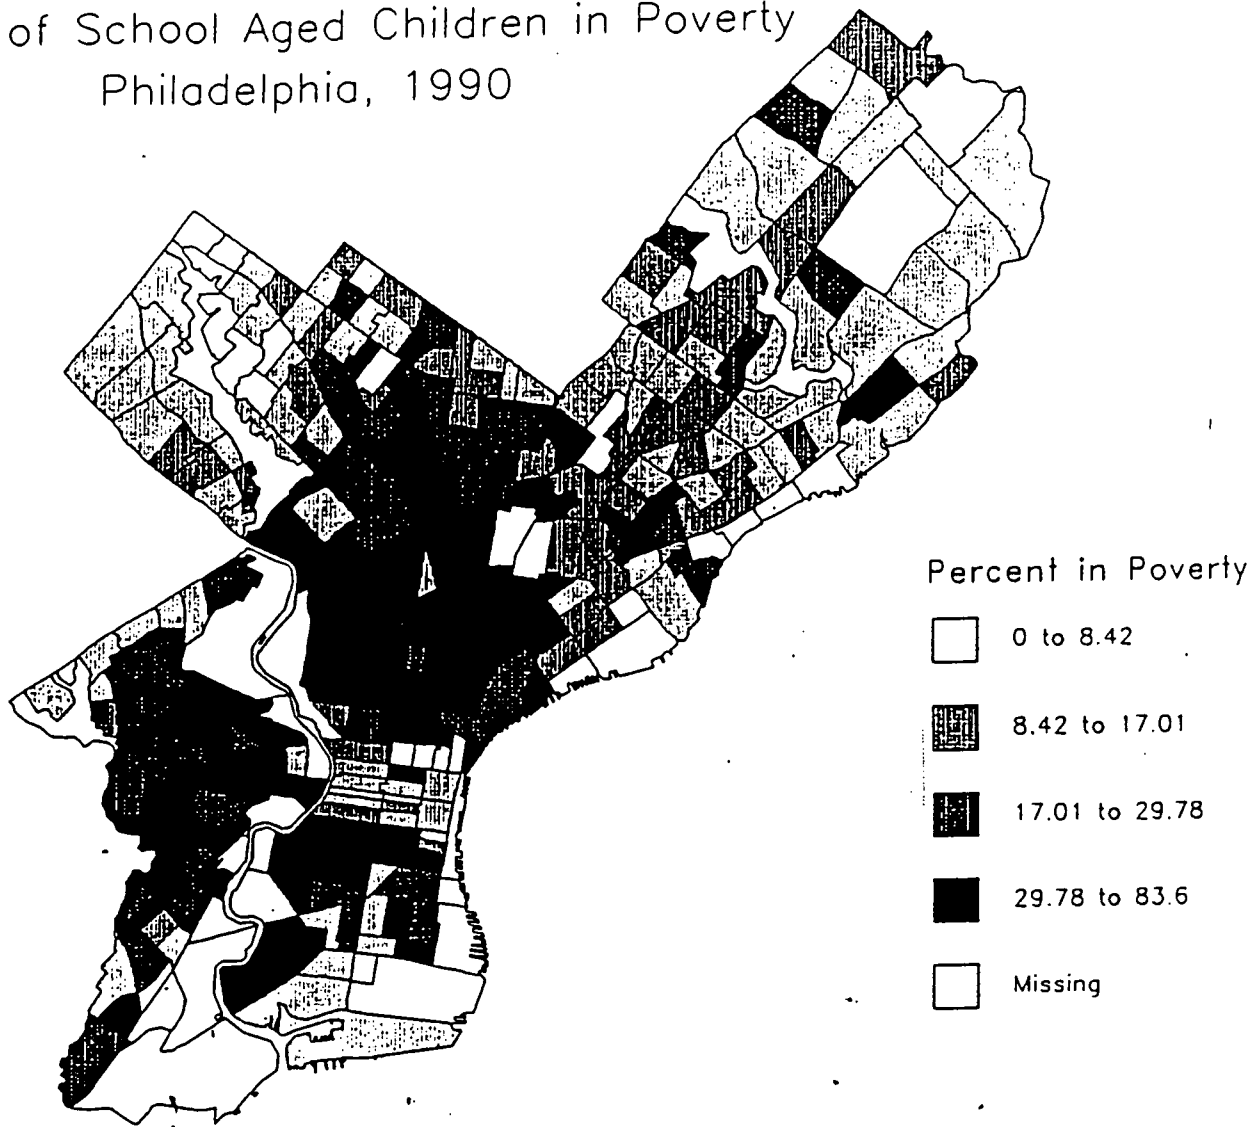 of School Aged Children in Poverty
Philadelphia, 1990
Percent in Poverty
0 to 8.42
8.42 to 17.01
17.01 to 29.78
29.78 to 83.6
Missing